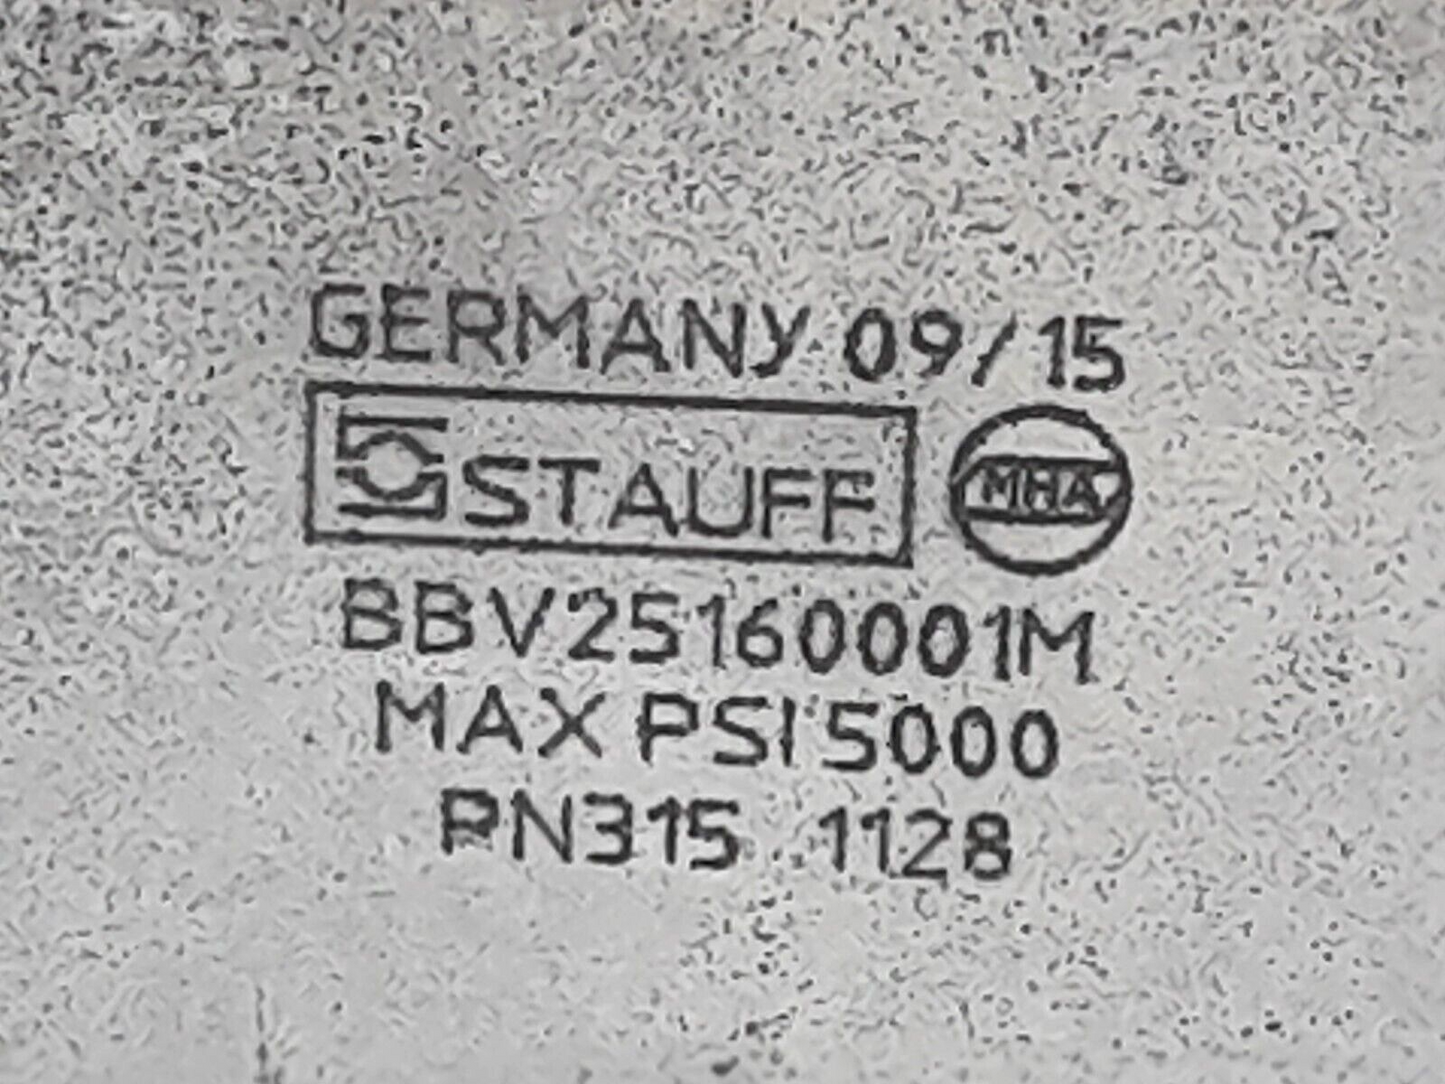 GERMANY 09/15
STAUFF MHA
BBV25160001M
MAX PSI 5000
PN315 1128